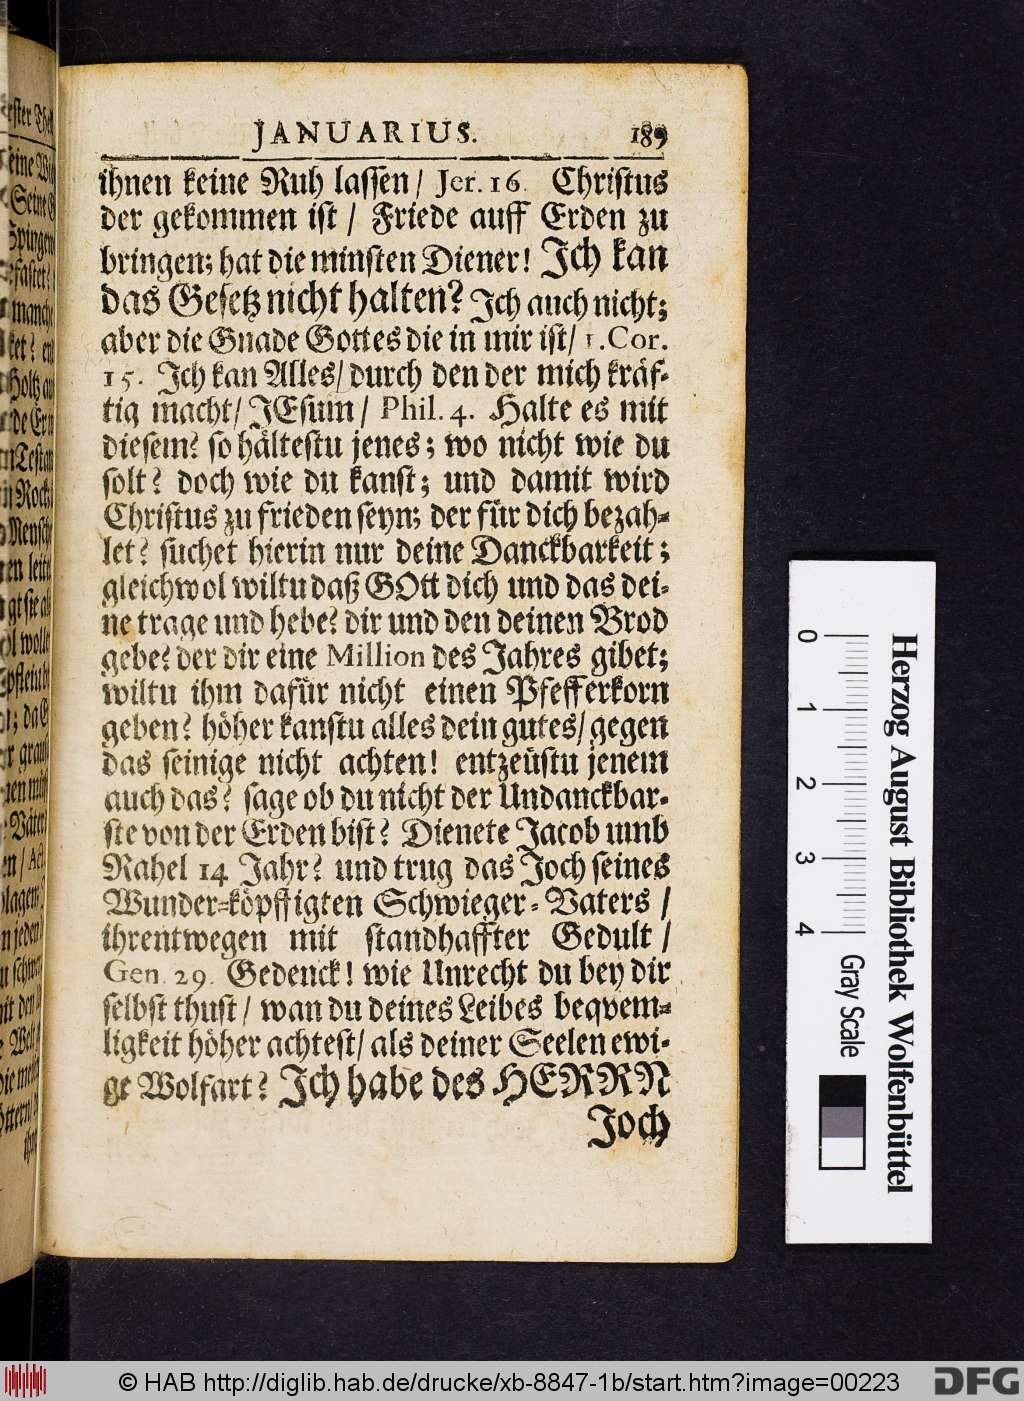 JANUARIUS. 189
ihnen keine Ruh lassen / Jer. 16. Christus
der gekommen ist / Friede auff Erden zu
bringen; hat die minsten Diener! Ich kan
das Gesetz nicht halten? Ich auch nicht;
aber die Gnade Gottes die in mir ist / 1. Cor.
15. Ich kan Alles / durch den der mich kräf-
tig macht / JEsum / Phil. 4. Halte es mit
diesem? so hältestu jenes; wo nicht wie du
solt? doch wie du kanst; und damit wird
Christus zu frieden seyn; der für dich bezah-
let? suchet hierin nur deine Danckbarkeit;
gleichwol wiltu daß GOtt dich und das dei-
ne trage und hebe? dir und den deinen Brod
gebe? der dir eine Million des Jahres gibet;
wiltu ihm dafür nicht einen Pfefferkorn
geben? höher kanstu alles dein gutes / gegen
das seinige nicht achten! entzeüstu jenem
auch das? sage ob du nicht der Undanckbar-
ste von der Erden bist? Dienete Jacob umb
Rahel 14 Jahr? und trug das Joch seines
Wunder-köpffigten Schwieger-Vaters /
ihrentwegen mit standhaffter Gedult /
Gen. 29. Gedenck! wie Unrecht du bey dir
selbst thust / wan du deines Leibes beqvem-
ligkeit höher achtest / als deiner Seelen ewi-
ge Wolfart? Ich habe des HERRN
Joch
0 1 2 3 4 Gray Scale
Herzog August Bibliothek Wolfenbüttel
© HAB http://diglib.hab.de/drucke/xb-8847-1b/start.htm?image=00223
DFG